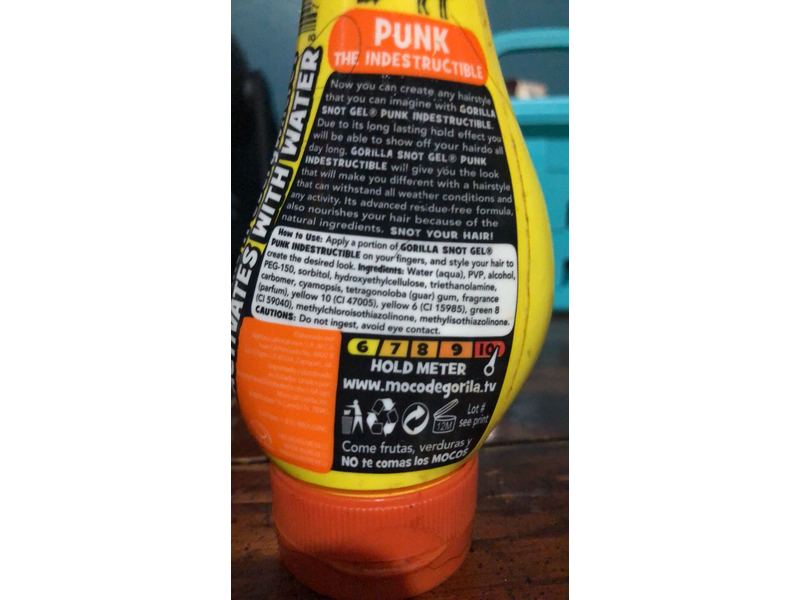 PUNK
THE INDESTRUCTIBLE
Now you can create any hairstyle
that you can imagine with GORILLA
SNOT GEL® PUNK INDESTRUCTIBLE.
Due to its long lasting hold effect you
will be able to show off your hairdo all
day long. GORILLA SNOT GEL® PUNK
INDESTRUCTIBLE will give you the look
that will make you different with a hairstyle
that can withstand all weather conditions and
any activity. Its advanced residue-free formula,
also nourishes your hair because of the
natural ingredients. SNOT YOUR HAIR!
How to Use: Apply a portion of GORILLA SNOT GEL®
PUNK INDESTRUCTIBLE on your fingers, and style your hair to
create the desired look. Ingredients: Water (aqua), PVP, alcohol,
PEG-150, sorbitol, hydroxyethylcellulose, triethanolamine,
carbomer, cyamopsis, tetragonoloba (guar) gum, fragrance
(parfum), yellow 10 (CI 47005), yellow 6 (CI 15985), green 8
(CI 59040), methylchloroisothiazolinone, methylisothiazolinone.
CAUTIONS: Do not ingest, avoid eye contact.
6 7 8 9 10
HOLD METER
www.mocodegorila.tv
12M
Lot #
see print
Come frutas, verduras y
NO te comas los MOCOS
WITH WATER